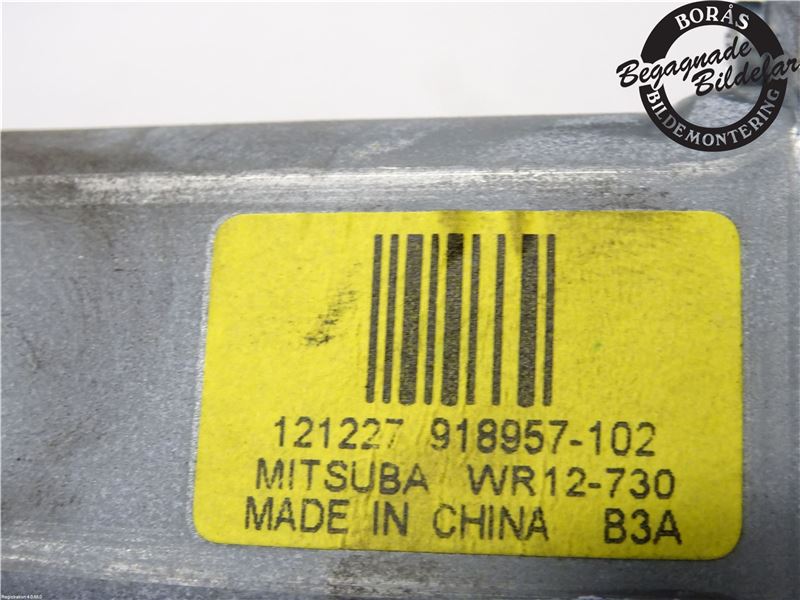 BORÅS
Begagnade
Bildelar
BILDEMONTERING
121227 918957-102
MITSUBA WR12-730
MADE IN CHINA B3A